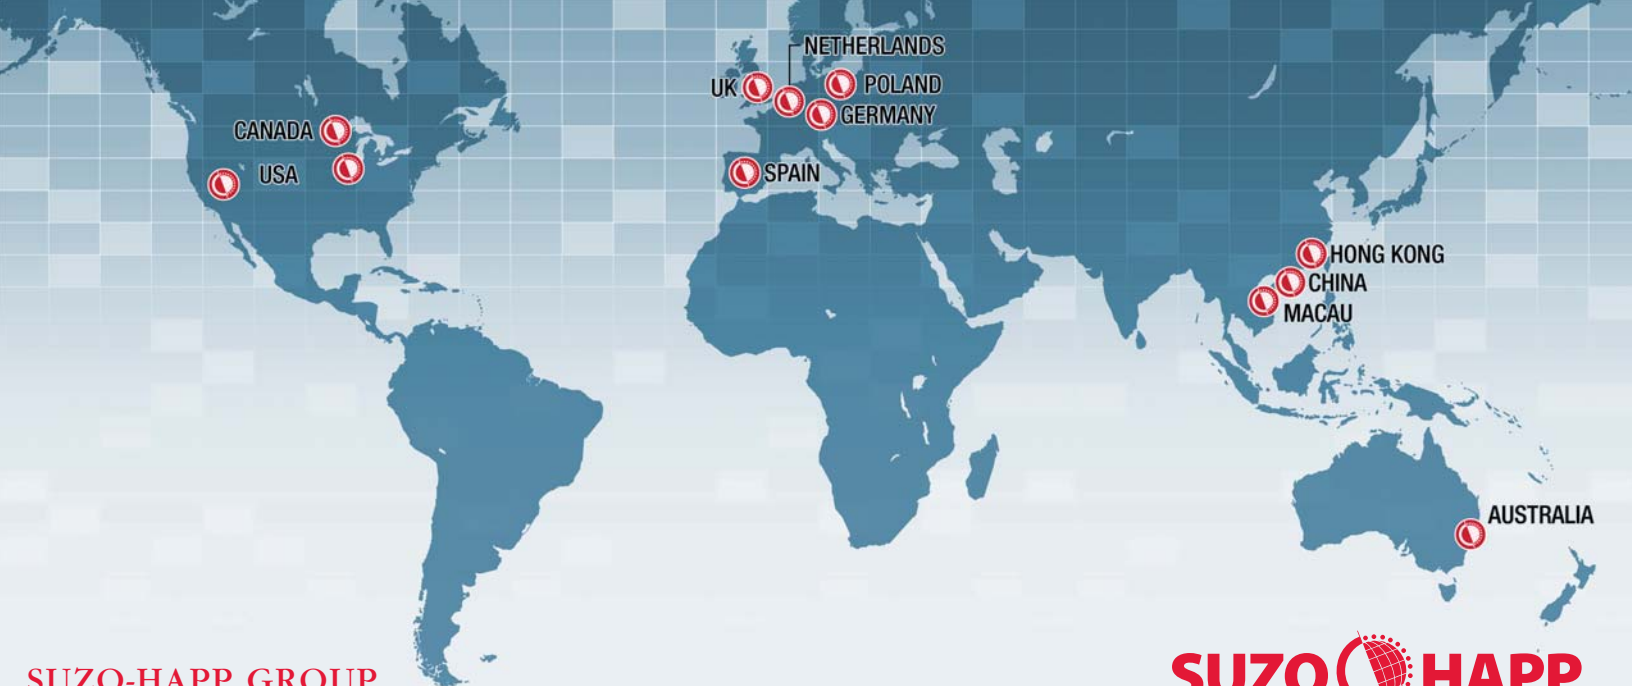 NETHERLANDS
UK
POLAND
GERMANY
CANADA
USA
SPAIN
HONG KONG
CHINA
MACAU
AUSTRALIA
SUZO-HAPP GROUP
SUZO HAPP